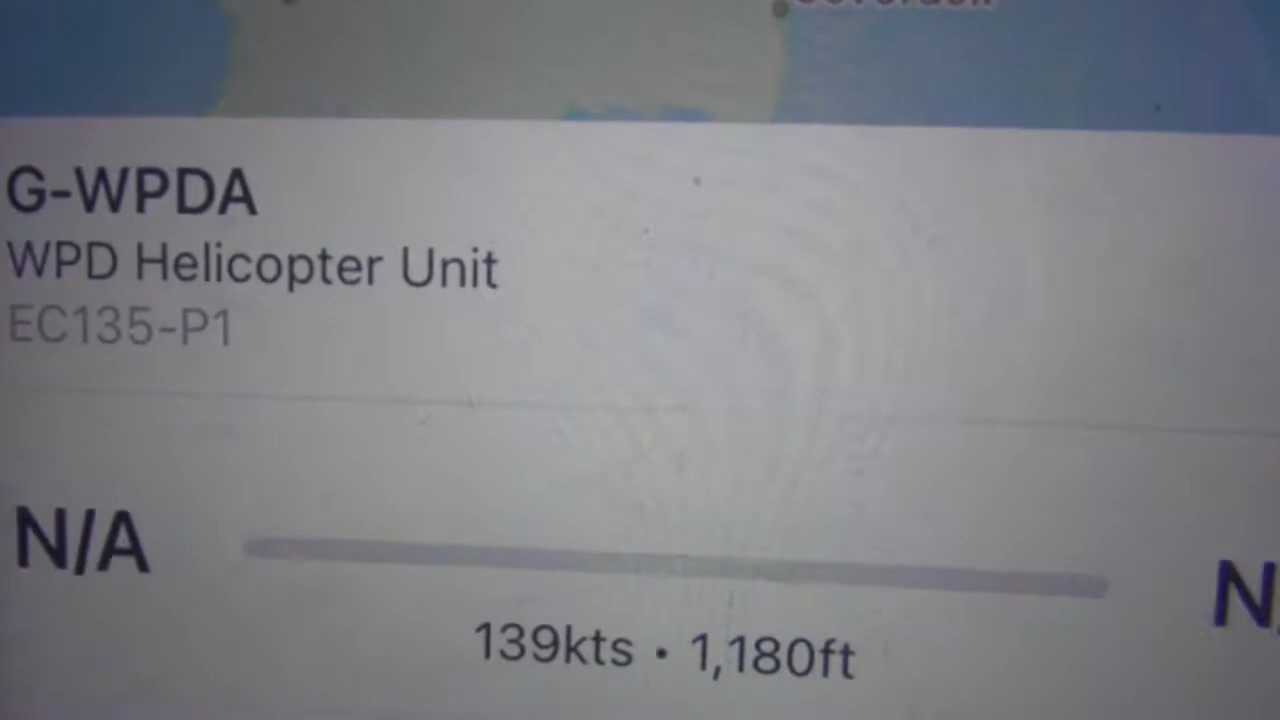 G-WPDA
WPD Helicopter Unit
EC135-P1
N/A
139kts • 1,180ft